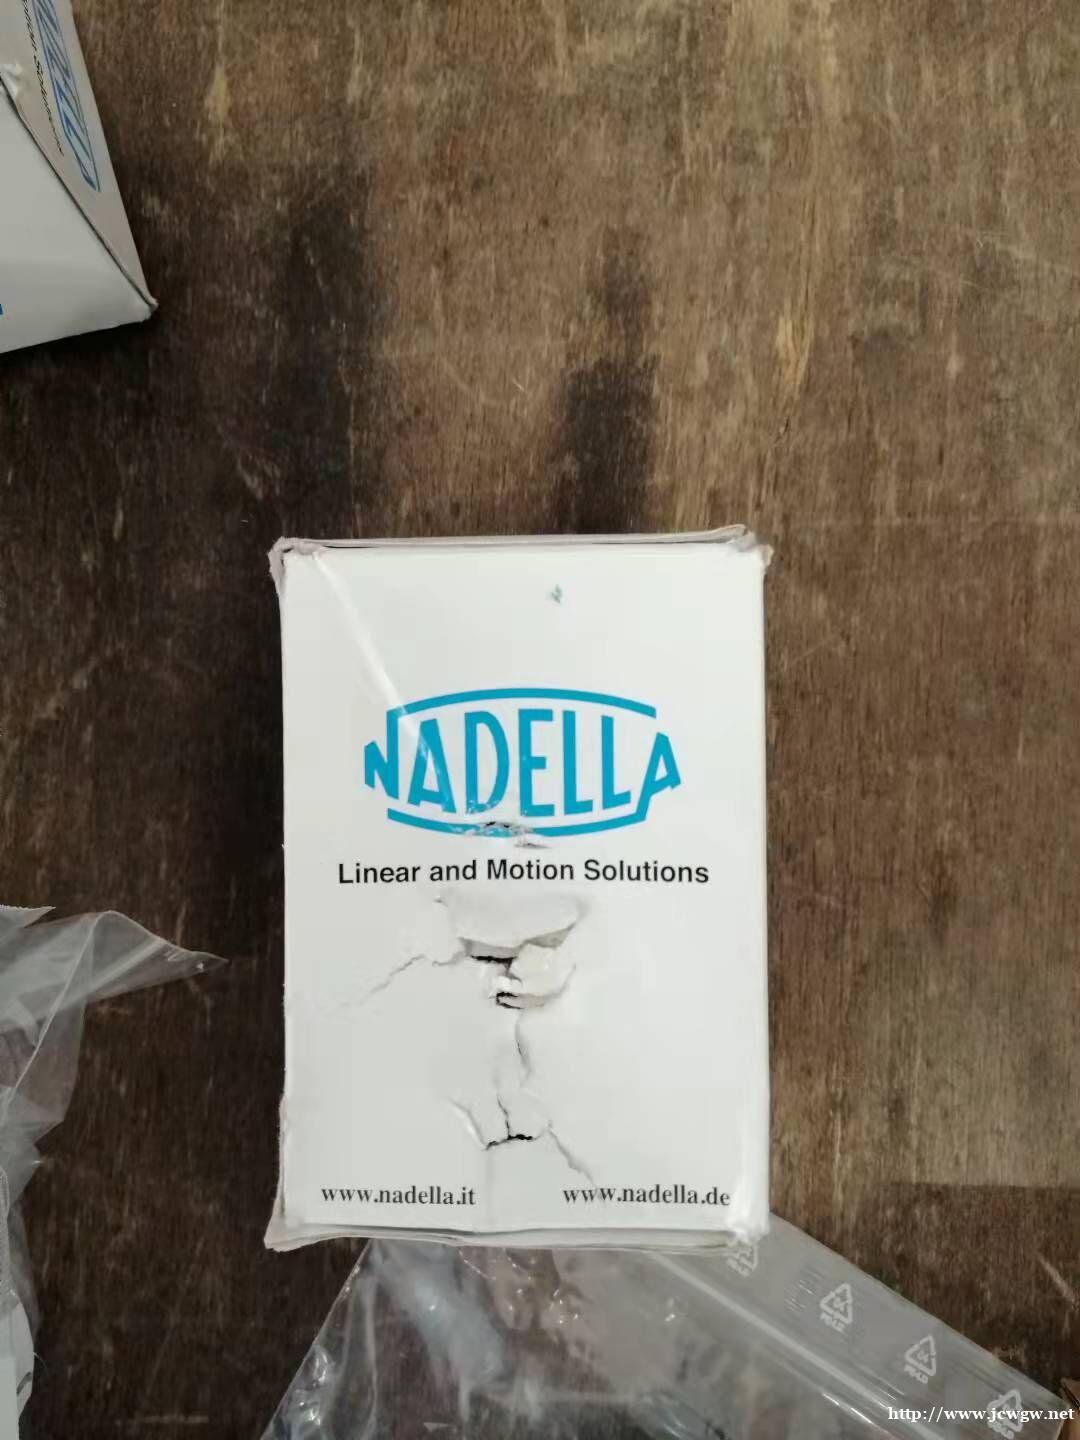 NADELLA
Linear and Motion Solutions
www.nadella.it
www.nadella.de
http://www.jcwgw.net